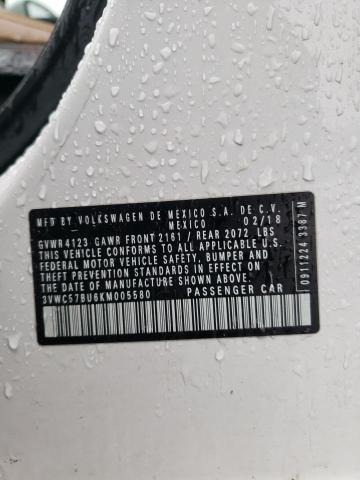 MFD BY VOLKSWAGEN DE MEXICO S.A. DE C.V.
MEXICO 02/18
GVWR4123 GAWR FRONT 2161 / REAR 2072 LBS
THIS VEHICLE CONFORMS TO ALL APPLICABLE U.S.
FEDERAL MOTOR VEHICLE SAFETY, BUMPER AND
THEFT PREVENTION STANDARDS IN EFFECT ON
THE DATE OF MANUFACTURE SHOWN ABOVE.
3VWC57BU6KM005580 PASSENGER CAR
0911224 3387 M